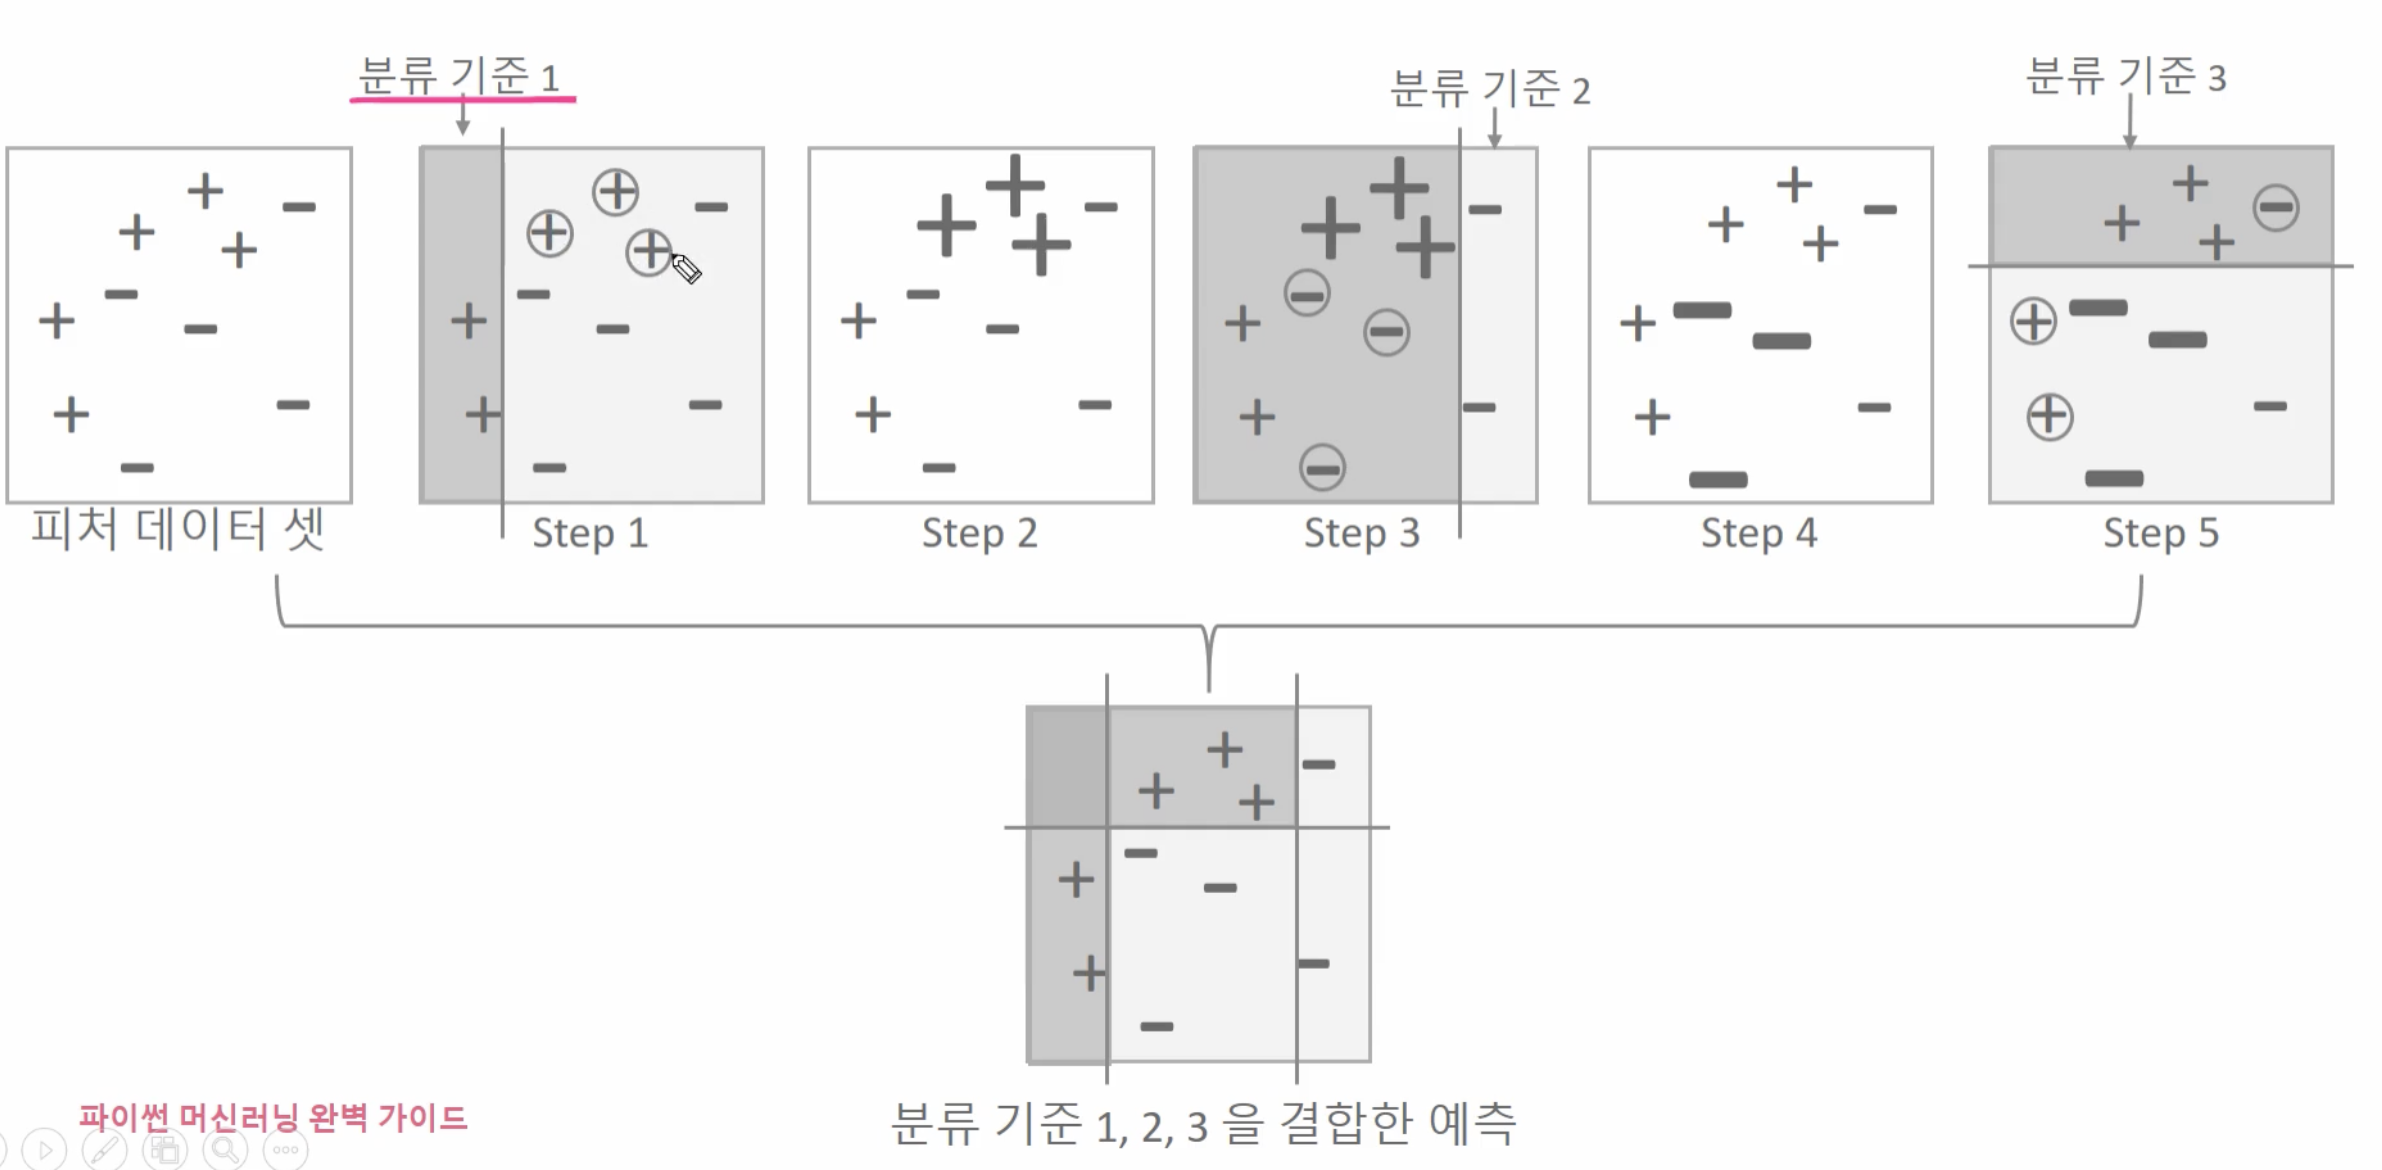 분류 기준 1
분류 기준 2
분류 기준 3
피처 데이터 셋
Step 1
Step 2
Step 3
Step 4
Step 5
분류 기준 1, 2, 3 을 결합한 예측
파이썬 머신러닝 완벽 가이드